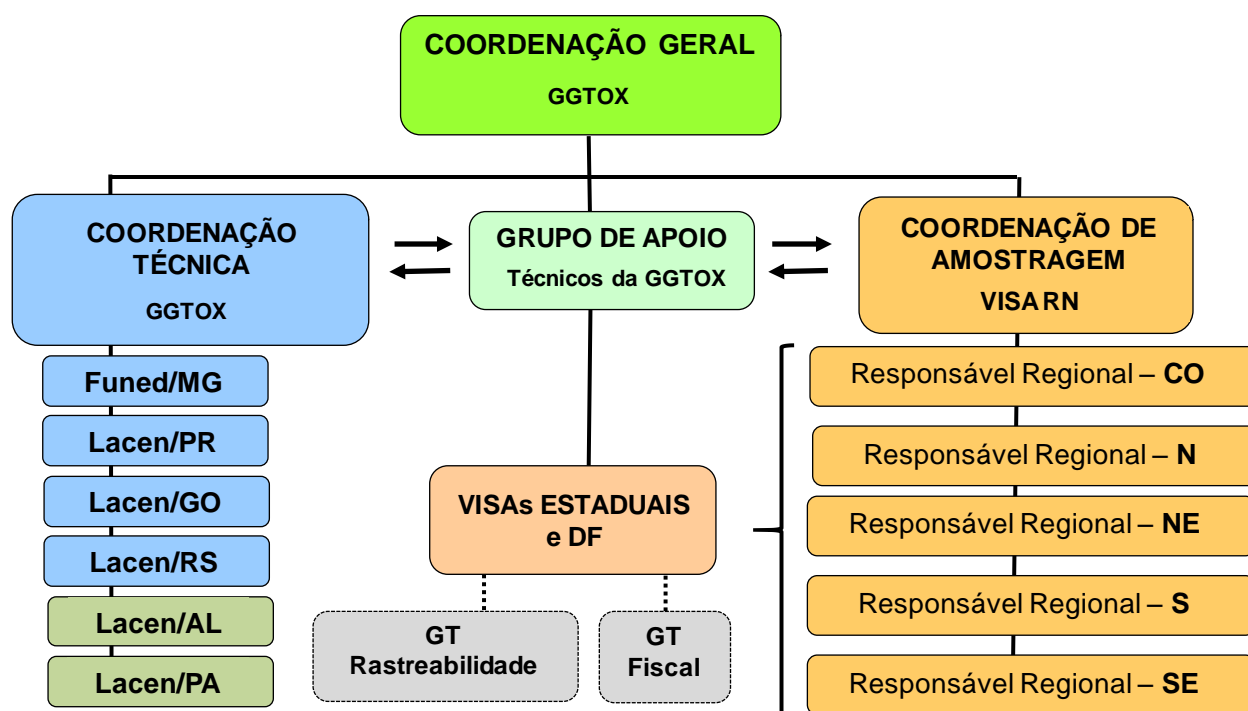 COORDENAÇÃO GERAL
GGTOX
COORDENAÇÃO
TÉCNICA
GGTOX
Funed/MG
Lacen/PR
Lacen/GO
Lacen/RS
Lacen/AL
Lacen/PA
GRUPO DE APOIO
Técnicos da GGTOX
VISAs ESTADUAIS
e DF
GT
Rastreabilidade
GT
Fiscal
COORDENAÇÃO DE
AMOSTRAGEM
VISA RN
Responsável Regional – CO
Responsável Regional – N
Responsável Regional – NE
Responsável Regional – S
Responsável Regional – SE